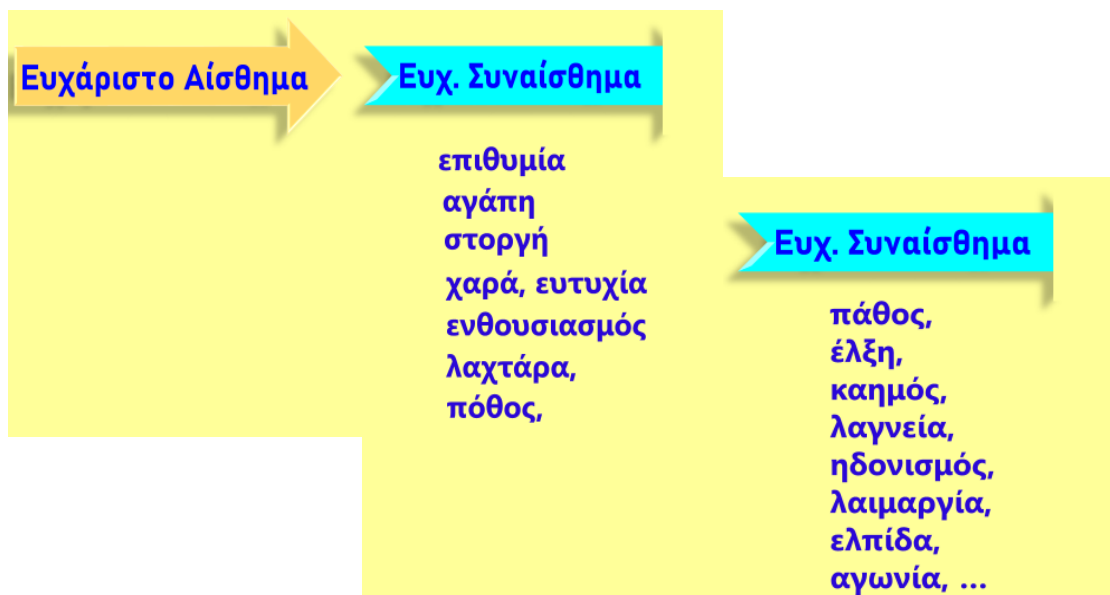 Ευχάριστο Αίσθημα
Ευχ. Συναίσθημα
επιθυμία
αγάπη
στοργή
χαρά, ευτυχία
ενθουσιασμός
λαχτάρα,
πόθος,
Ευχ. Συναίσθημα
πάθος,
έλξη,
καημός,
λαγνεία,
ηδονισμός,
λαιμαργία,
ελπίδα,
αγωνία, ...